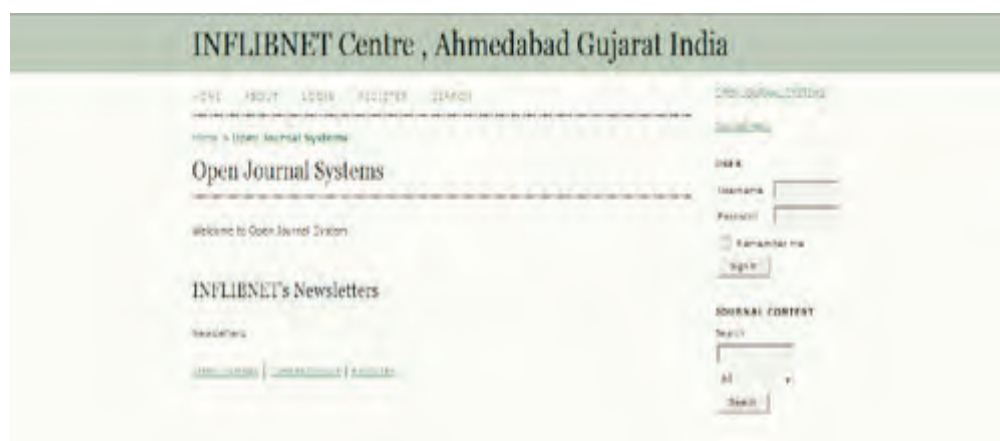 INFLIBNET Centre , Ahmedabad Gujarat India
HOME ABOUT LOGIN REGISTER SEARCH
Home > Open Journal Systems
Open Journal Systems
Welcome to Open Journal System
INFLIBNET's Newsletters
Newsletters
OPEN JOURNAL SYSTEMS
Journal Help
USER
Username
Password
Remember me
Sign In
JOURNAL CONTENT
Search
All
Search